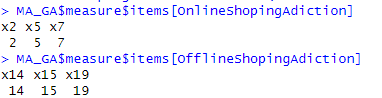 > MA_GA$measure$items[OnlineShopingAdiction]
x2 x5 x7
2 5 7
> MA_GA$measure$items[OfflineShopingAdiction]
x14 x15 x19
14 15 19